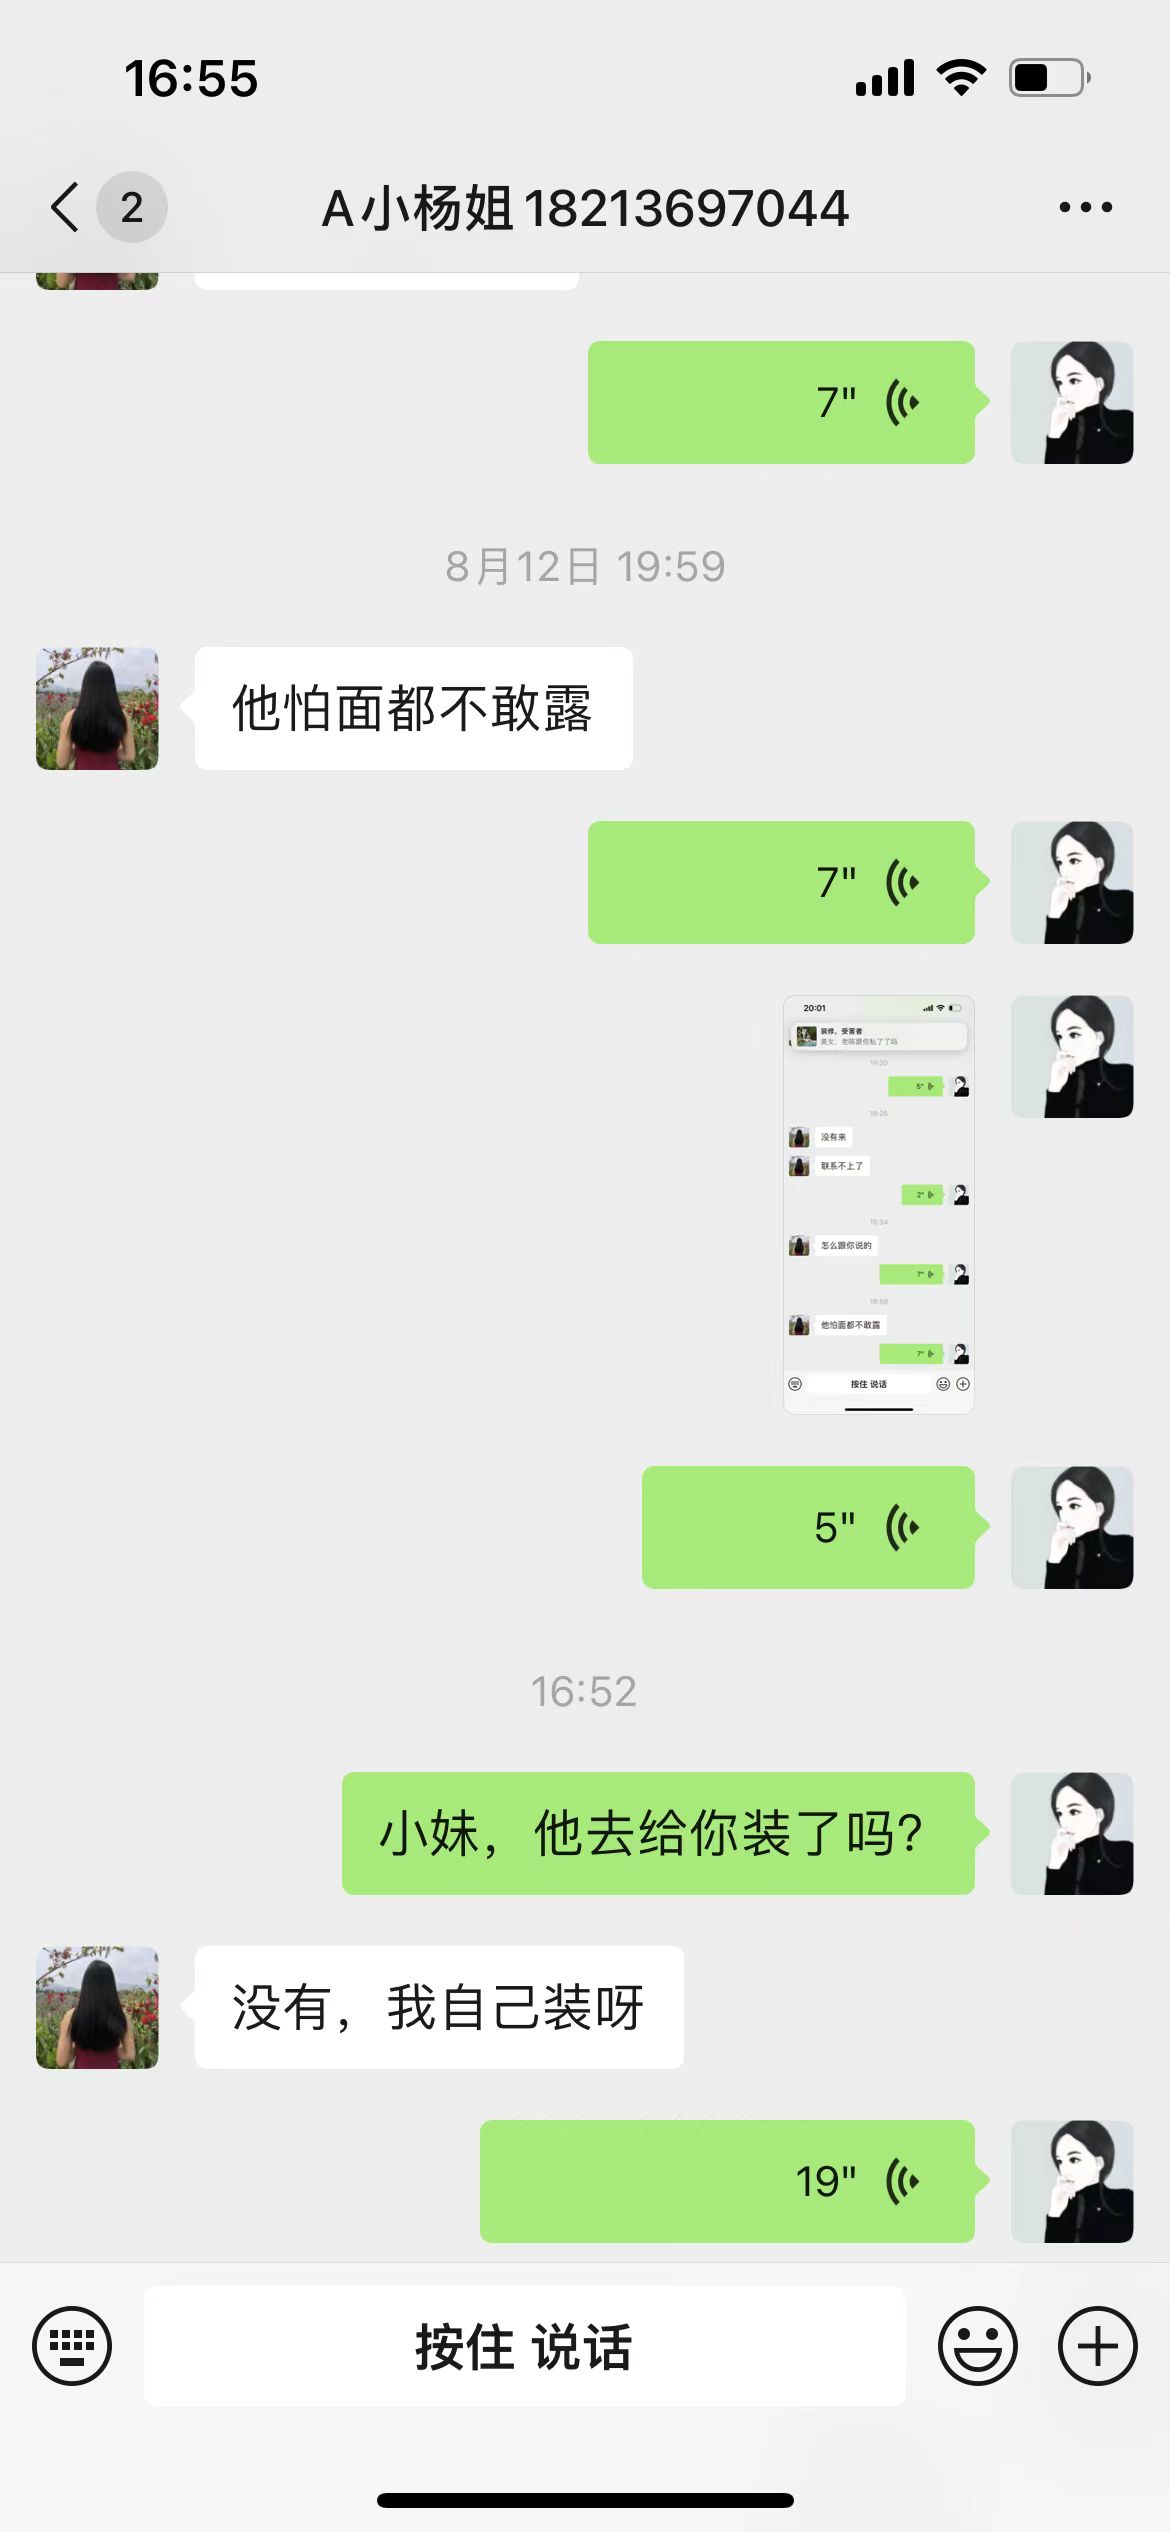 16:55
2
A小杨姐18213697044
7"
8月12日 19:59
他怕面都不敢露
7"
20:01
装修，受害者
美女，老陈跟你私了了吗
19:20
5"
19:26
没有来
联系不上了
2"
19:34
怎么跟你说的
7"
19:59
他怕面都不敢露
7"
按住 说话
5"
16:52
小妹，他去给你装了吗?
没有，我自己装呀
19"
按住 说话